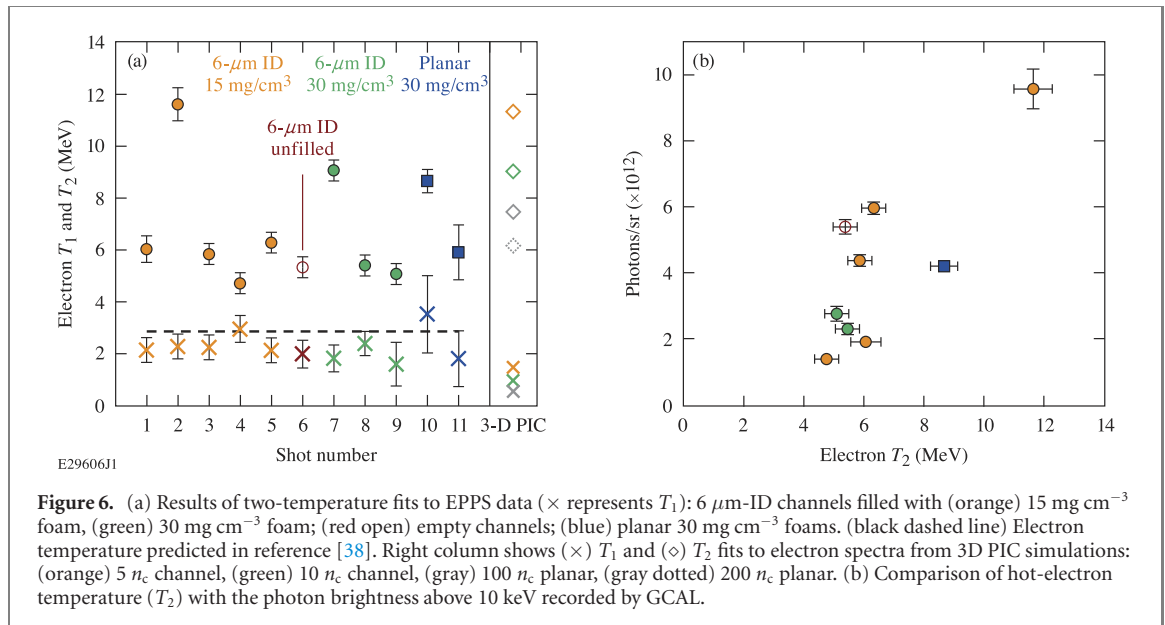 (a)
6-μm ID
15 mg/cm3
6-μm ID
30 mg/cm3
Planar
30 mg/cm3
6-μm ID
unfilled
Electron T1 and T2 (MeV)
14
12
10
8
6
4
2
0
1 2 3 4 5 6 7 8 9 10 11 3-D PIC
Shot number
E29606J1
(b)
Photons/sr (×10^12)
10
8
6
4
2
0
0 2 4 6 8 10 12 14
Electron T2 (MeV)
Figure 6. (a) Results of two-temperature fits to EPPS data (× represents T1): 6 μm-ID channels filled with (orange) 15 mg cm−3
foam, (green) 30 mg cm−3 foam; (red open) empty channels; (blue) planar 30 mg cm−3 foams. (black dashed line) Electron
temperature predicted in reference [38]. Right column shows (×) T1 and (⋄) T2 fits to electron spectra from 3D PIC simulations:
(orange) 5 nc channel, (green) 10 nc channel, (gray) 100 nc planar, (gray dotted) 200 nc planar. (b) Comparison of hot-electron
temperature (T2) with the photon brightness above 10 keV recorded by GCAL.